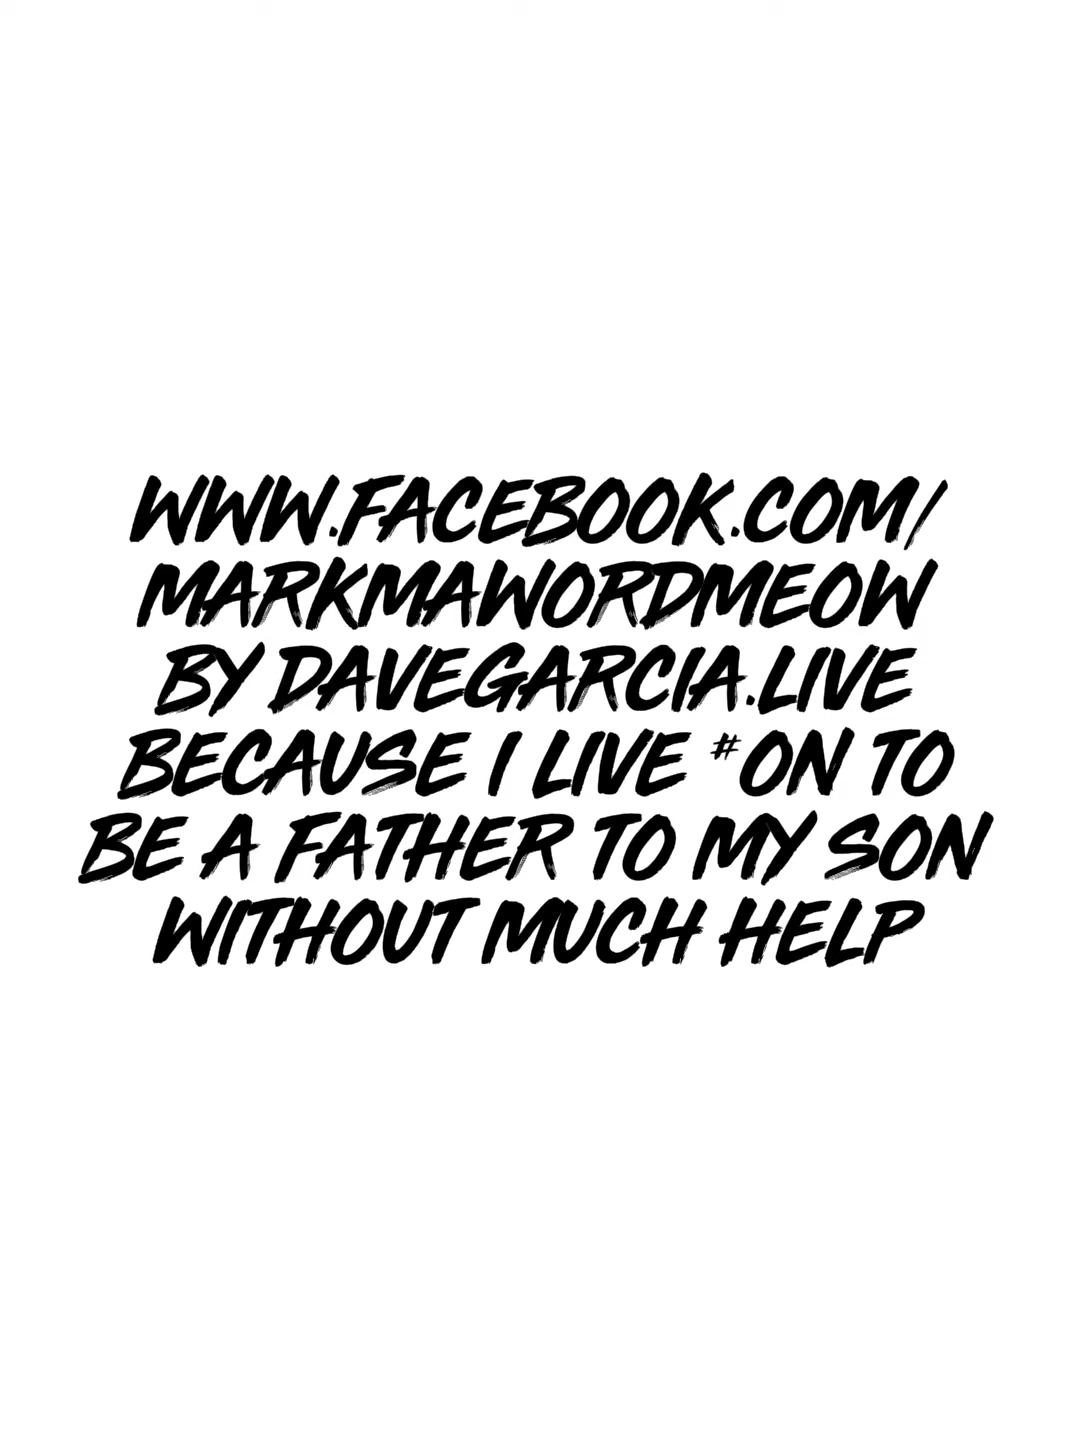 WWW.FACEBOOK.COM/
MARKMAWORDMEOW
BY DAVEGARCIA.LIVE
BECAUSE I LIVE #ON TO
BE A FATHER TO MY SON
WITHOUT MUCH HELP